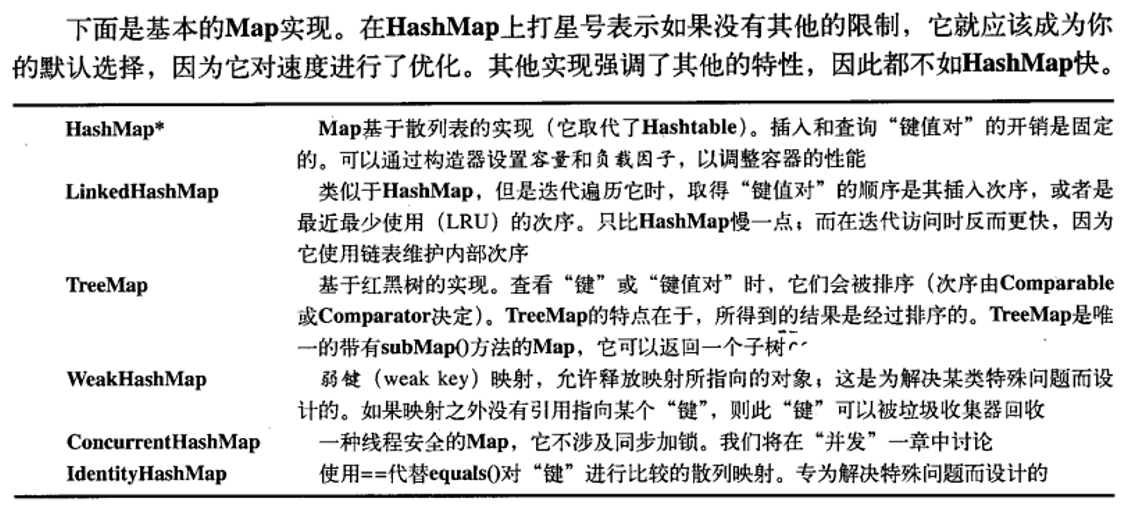 下面是基本的Map实现。在HashMap上打星号表示如果没有其他的限制，它就应该成为你
的默认选择，因为它对速度进行了优化。其他实现强调了其他的特性，因此都不如HashMap快。
HashMap* Map基于散列表的实现（它取代了Hashtable）。插入和查询“键值对”的开销是固定
的。可以通过构造器设置容量和负载因子，以调整容器的性能
LinkedHashMap 类似于HashMap，但是迭代遍历它时，取得“键值对”的顺序是其插入次序，或者是
最近最少使用（LRU）的次序。只比HashMap慢一点；而在迭代访问时反而更快，因为
它使用链表维护内部次序
TreeMap 基于红黑树的实现。查看“键”或“键值对”时，它们会被排序（次序由Comparable
或Comparator决定）。TreeMap的特点在于，所得到的结果是经过排序的。TreeMap是唯
一的带有subMap()方法的Map，它可以返回一个子树
WeakHashMap 弱键（weak key）映射，允许释放映射所指向的对象；这是为解决某类特殊问题而设
计的。如果映射之外没有引用指向某个“键”，则此“键”可以被垃圾收集器回收
ConcurrentHashMap 一种线程安全的Map，它不涉及同步加锁。我们将在“并发”一章中讨论
IdentityHashMap 使用==代替equals()对“键”进行比较的散列映射。专为解决特殊问题而设计的